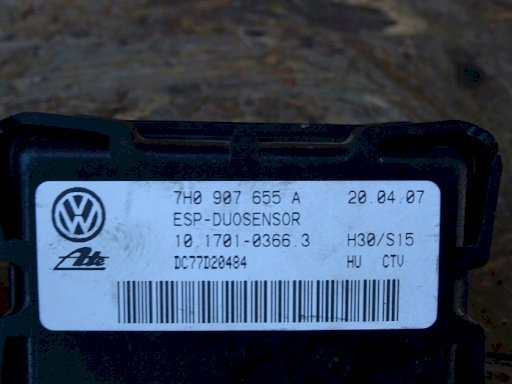 7H0 907 655 A 20.04.07
ESP-DUOSENSOR
10.1701-0366.3 H30/S15
Ate DC77D20484 HU CTV